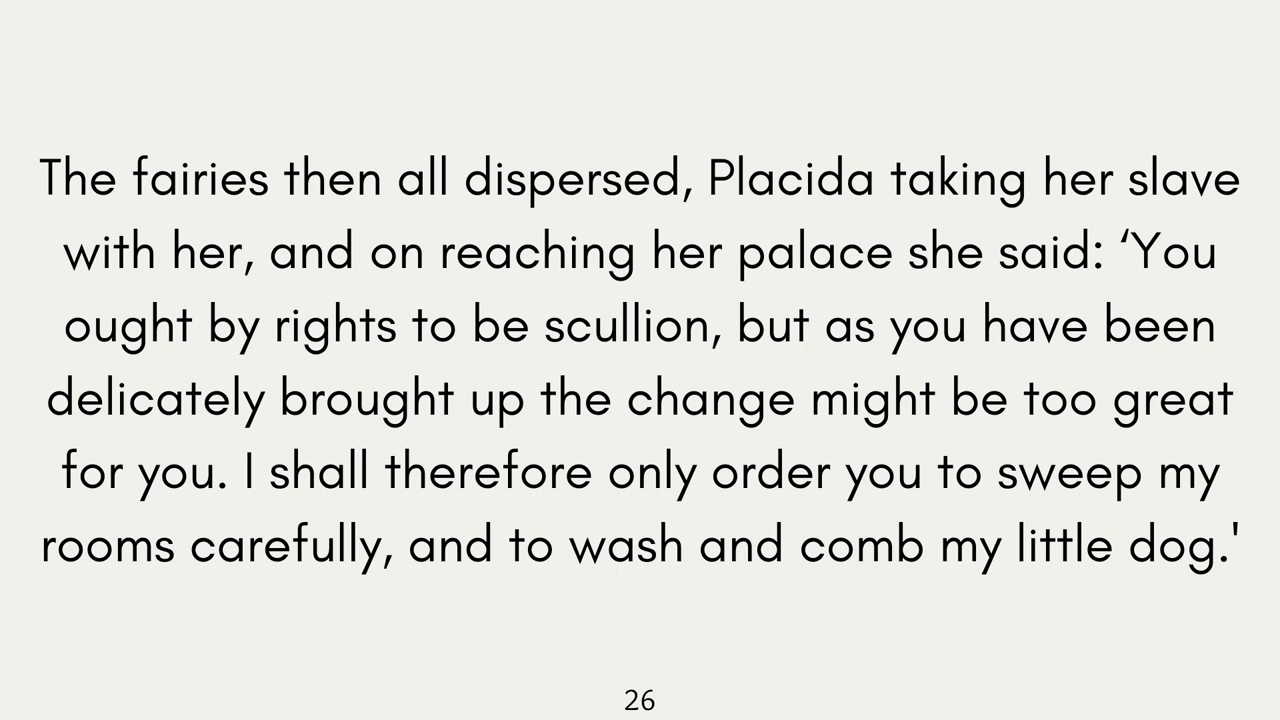 The fairies then all dispersed, Placida taking her slave
with her, and on reaching her palace she said: ‘You
ought by rights to be scullion, but as you have been
delicately brought up the change might be too great
for you. I shall therefore only order you to sweep my
rooms carefully, and to wash and comb my little dog.'
26